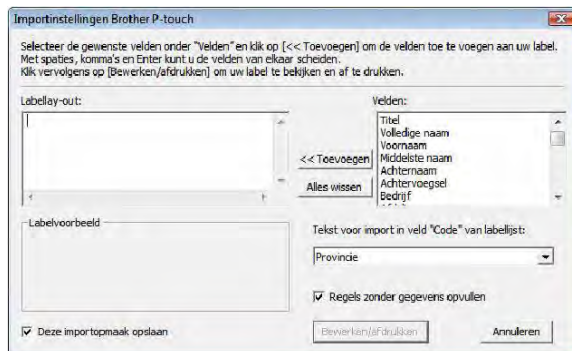 Importinstellingen Brother P-touch
Selecteer de gewenste velden onder "Velden" en klik op [<< Toevoegen] om de velden toe te voegen aan uw label.
Met spaties, komma's en Enter kunt u de velden van elkaar scheiden.
Klik vervolgens op [Bewerken/afdrukken] om uw label te bekijken en af te drukken.
Labellay-out:
Velden:
Titel
Volledige naam
Voornaam
Middelste naam
Achternaam
Achtervoegsel
Bedrijf
<< Toevoegen
Alles wissen
Labelvoorbeeld
Tekst voor import in veld "Code" van labellijst:
Provincie
Regels zonder gegevens opvullen
Deze importopmaak opslaan
Bewerken/afdrukken
Annuleren